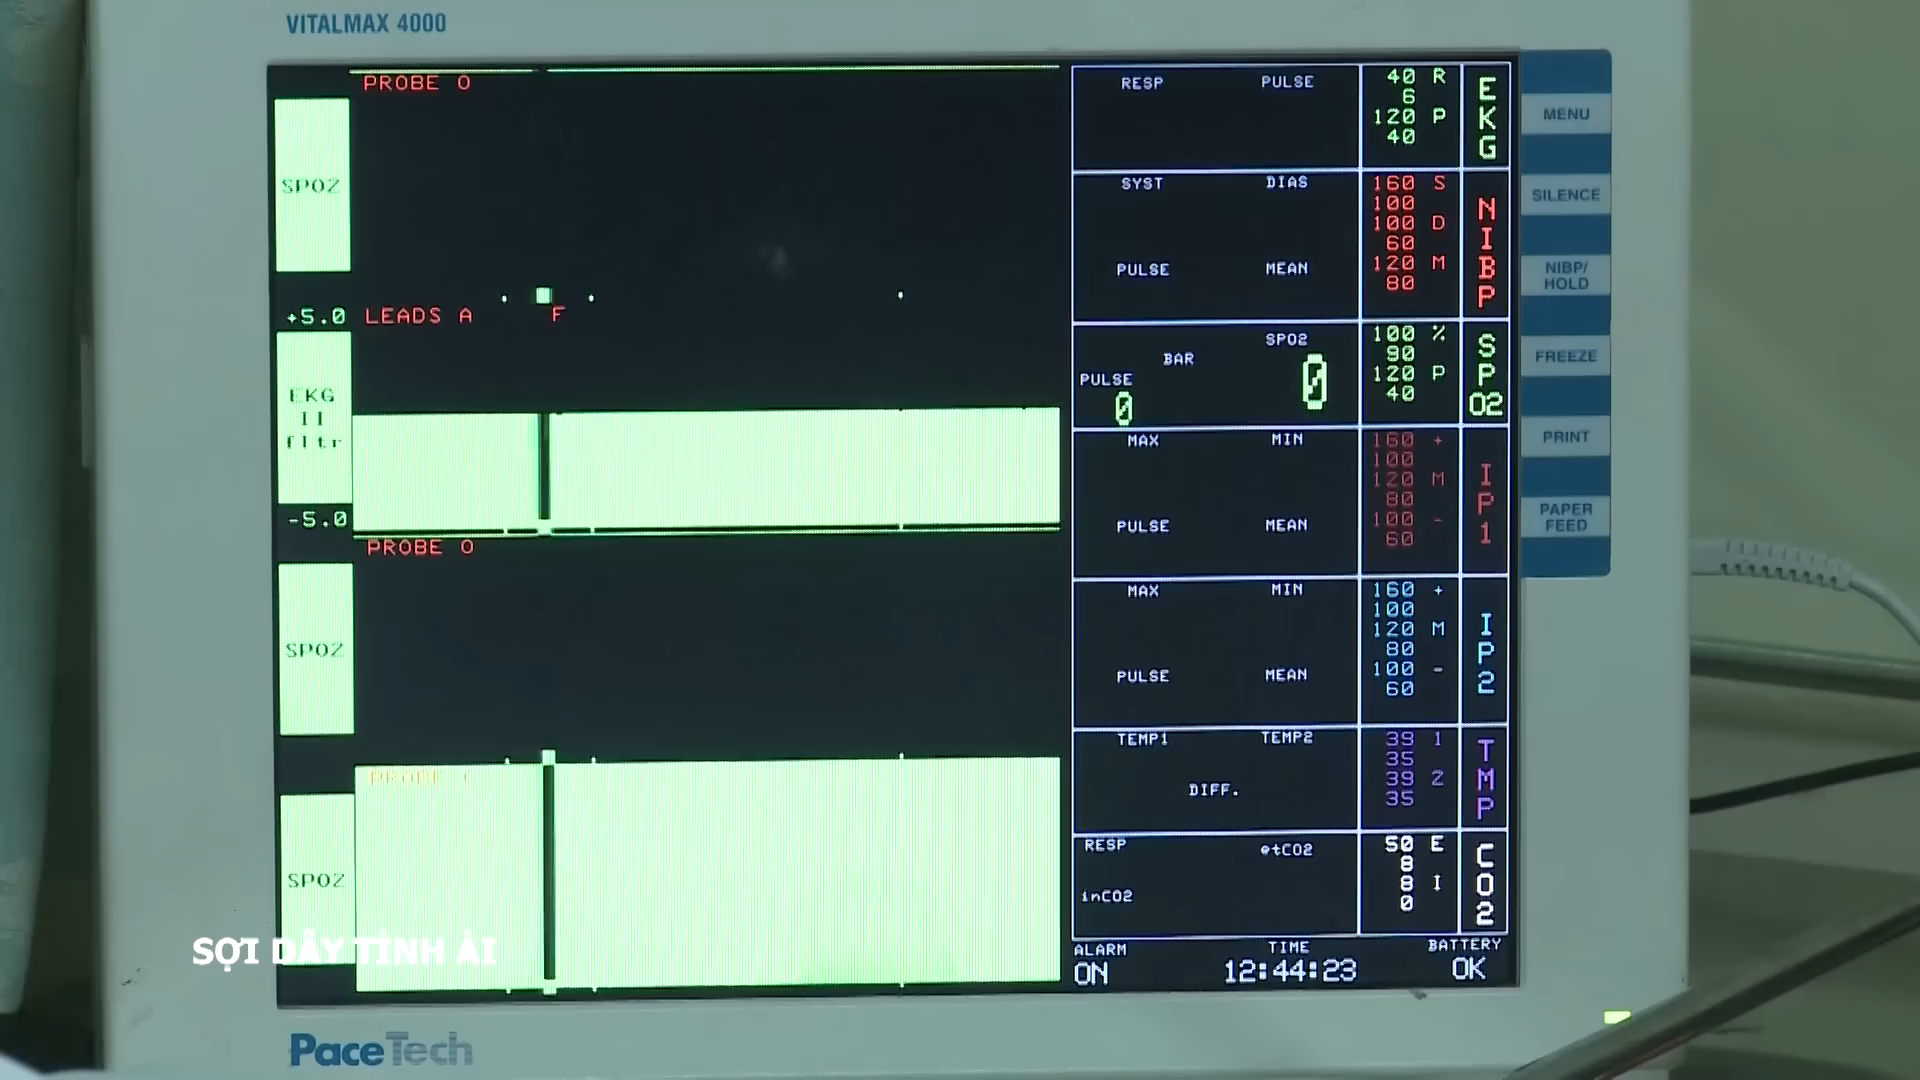 VITALMAX 4000
PROBE O
SPO2
+5.0 LEADS A F
EKG
II
fltr
-5.0
PROBE O
SPO2
PROBE
SPO2
RESP PULSE
40 R
6
120 P
40
EKG
SYST DIAS
PULSE MEAN
160 S
100
100 D
60
120 M
80
NIBP
SPO2
BAR
PULSE
0
0
100 %
90
120 P
40
SPO2
MAX MIN
PULSE MEAN
160 +
100
120 M
80
100 -
60
IP1
MAX MIN
PULSE MEAN
160 +
100
120 M
80
100 -
60
IP2
TEMP1 TEMP2
DIFF.
39 1
35
39 2
35
TMP
RESP etCO2
inCO2
50 E
8
8 I
0
CO2
ALARM TIME BATTERY
ON 12:44:23 OK
MENU
SILENCE
NIBP/
HOLD
FREEZE
PRINT
PAPER
FEED
SỢI DÂY TÌNH ÁI
PaceTech